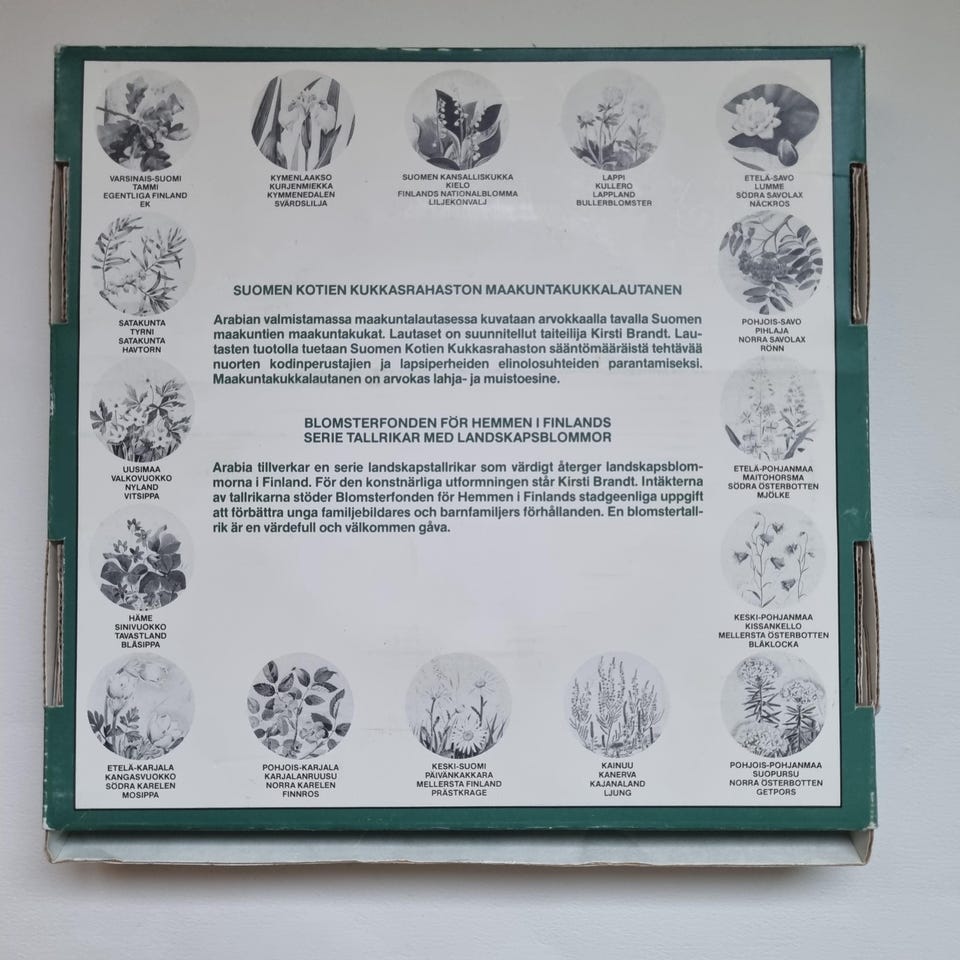 VARSINAIS-SUOMI
TAMMI
EGENTLIGA FINLAND
EK
KYMENLAAKSO
KURJENMIEKKA
KYMMENEDALEN
SVÄRDSLILJA
SUOMEN KANSALLISKUKKA
KIELO
FINLANDS NATIONALBLOMMA
LILJEKONVALJ
LAPPI
KULLERO
LAPPLAND
BULLERBLOMSTER
ETELÄ-SAVO
LUMME
SÖDRA SAVOLAX
NÄCKROS
SATAKUNTA
TYRNI
SATAKUNTA
HAVTORN
POHJOIS-SAVO
PIHLAJA
NORRA SAVOLAX
RÖNN
SUOMEN KOTIEN KUKKASRAHASTON MAAKUNTAKUKKALAUTANEN
Arabian valmistamassa maakuntalautasessa kuvataan arvokkaalla tavalla Suomen
maakuntien maakuntakukat. Lautaset on suunnitellut taiteilija Kirsti Brandt. Lau-
tasten tuotolla tuetaan Suomen Kotien Kukkasrahaston sääntömääräistä tehtävää
nuorten kodinperustajien ja lapsiperheiden elinolosuhteiden parantamiseksi.
Maakuntakukkalautanen on arvokas lahja- ja muistoesine.
BLOMSTERFONDEN FÖR HEMMEN I FINLANDS
SERIE TALLRIKAR MED LANDSKAPSBLOMMOR
Arabia tillverkar en serie landskapstallrikar som värdigt återger landskapsblom-
morna i Finland. För den konstnärliga utformningen står Kirsti Brandt. Intäkterna
av tallrikarna stöder Blomsterfonden för Hemmen i Finlands stadgeenliga uppgift
att förbättra unga familjebildares och barnfamiljers förhållanden. En blomstertall-
rik är en värdefull och välkommen gåva.
UUSIMAA
VALKOVUOKKO
NYLAND
VITSIPPA
ETELÄ-POHJANMAA
MAITOHORSMA
SÖDRA ÖSTERBOTTEN
MJÖLKE
HÄME
SINIVUOKKO
TAVASTLAND
BLÅSIPPA
KESKI-POHJANMAA
KISSANKELLO
MELLERSTA ÖSTERBOTTEN
BLÅKLOCKA
ETELÄ-KARJALA
KANGASVUOKKO
SÖDRA KARELEN
MOSIPPA
POHJOIS-KARJALA
KARJALANRUUSU
NORRA KARELEN
FINNROS
KESKI-SUOMI
PÄIVÄNKAKKARA
MELLERSTA FINLAND
PRÄSTKRAGE
KAINUU
KANERVA
KAJANALAND
LJUNG
POHJOIS-POHJANMAA
SUOPURSU
NORRA ÖSTERBOTTEN
GETPORS